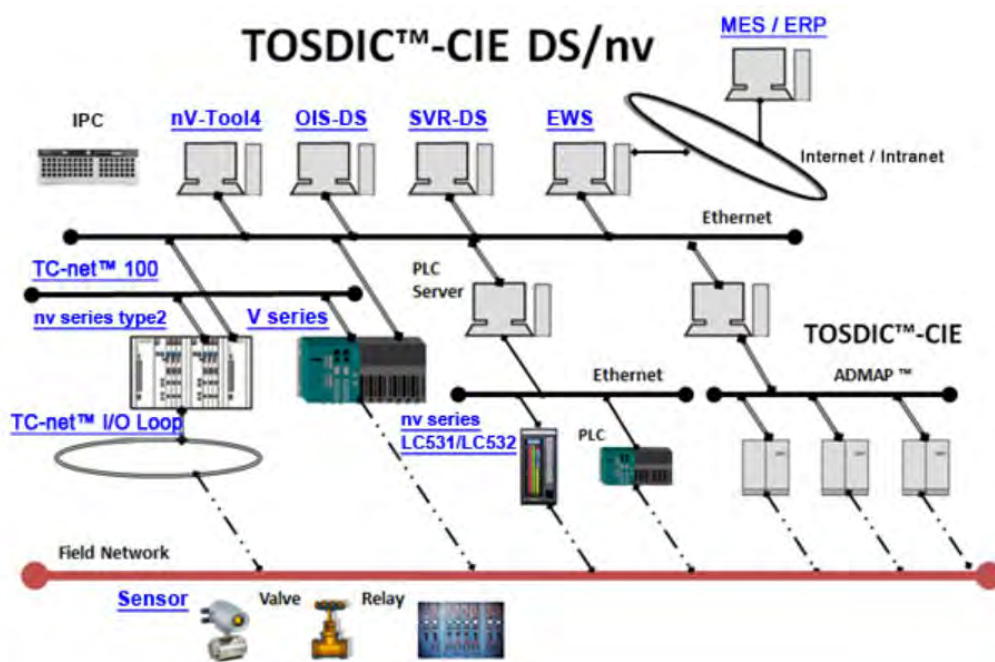 TOSDIC™-CIE DS/nv
MES / ERP
IPC
nV-Tool4
OIS-DS
SVR-DS
EWS
Internet / Intranet
Ethernet
TC-net™ 100
PLC
Server
nv series type2
V series
TOSDIC™-CIE
Ethernet
ADMAP ™
TC-net™ I/O Loop
nv series
LC531/LC532
PLC
Field Network
Sensor
Valve
Relay